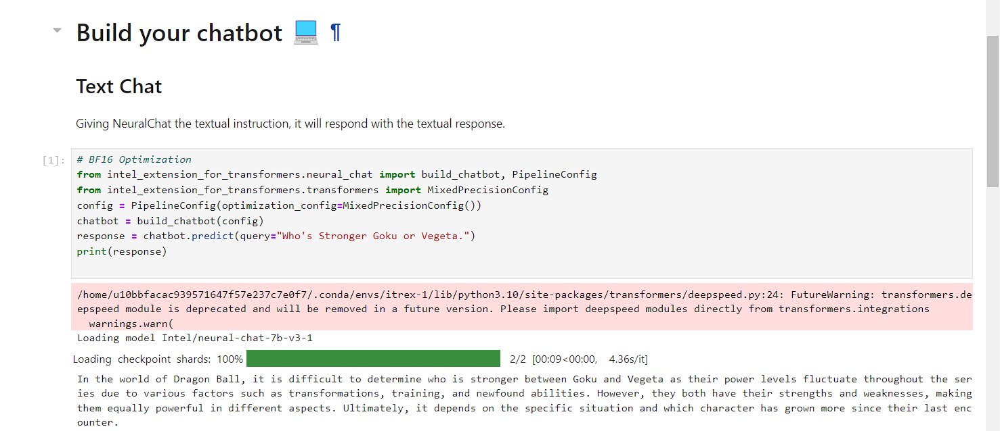 Build your chatbot 💻 ¶
Text Chat
Giving NeuralChat the textual instruction, it will respond with the textual response.
[1]:
# BF16 Optimization
from intel_extension_for_transformers.neural_chat import build_chatbot, PipelineConfig
from intel_extension_for_transformers.transformers import MixedPrecisionConfig
config = PipelineConfig(optimization_config=MixedPrecisionConfig())
chatbot = build_chatbot(config)
response = chatbot.predict(query="Who's Stronger Goku or Vegeta.")
print(response)
/home/u10bbfacac939571647f57e237c7e0f7/.conda/envs/itrex-1/lib/python3.10/site-packages/transformers/deepspeed.py:24: FutureWarning: transformers.de
epspeed module is deprecated and will be removed in a future version. Please import deepspeed modules directly from transformers.integrations
warnings.warn(
Loading model Intel/neural-chat-7b-v3-1
Loading checkpoint shards: 100% 2/2 [00:09<00:00, 4.36s/it]
In the world of Dragon Ball, it is difficult to determine who is stronger between Goku and Vegeta as their power levels fluctuate throughout the ser
ies due to various factors such as transformations, training, and newfound abilities. However, they both have their strengths and weaknesses, making
them equally powerful in different aspects. Ultimately, it depends on the specific situation and which character has grown more since their last enc
ounter.